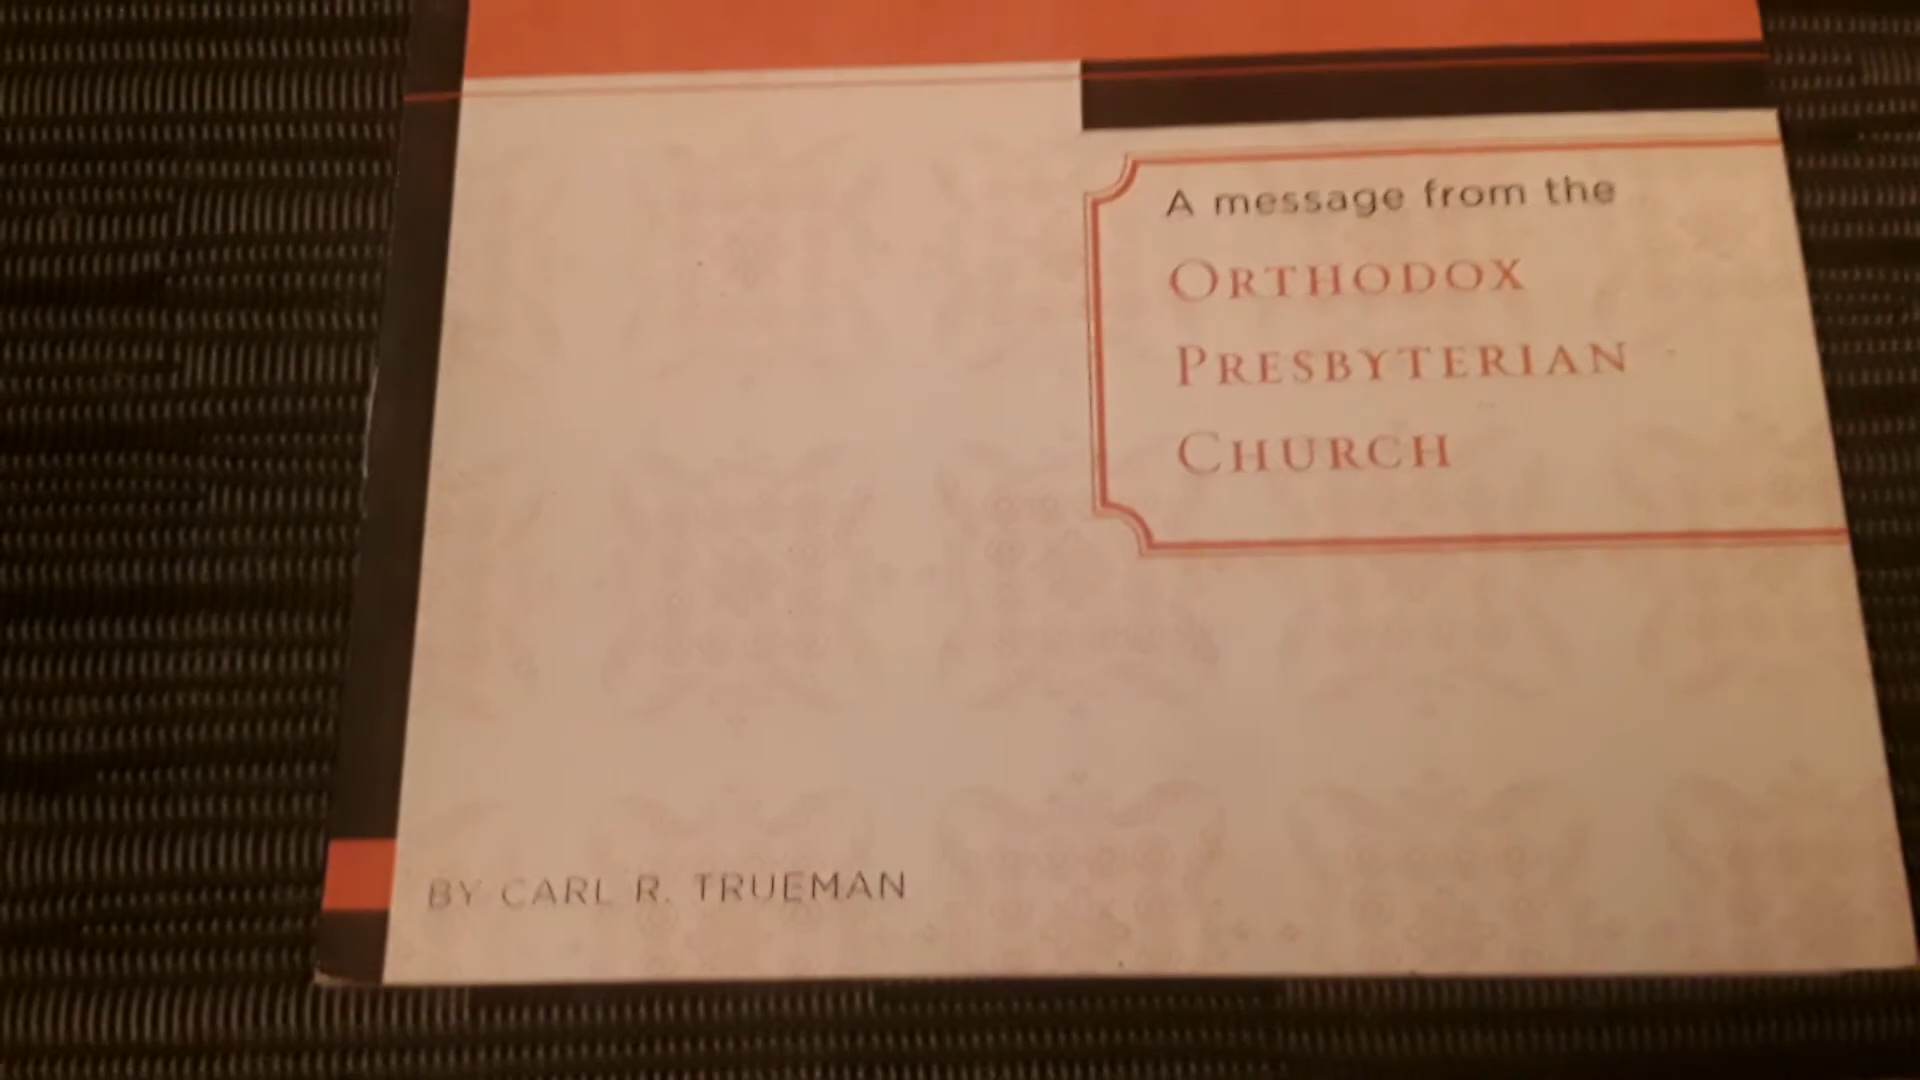 A message from the
ORTHODOX
PRESBYTERIAN
CHURCH
BY CARL R. TRUEMAN